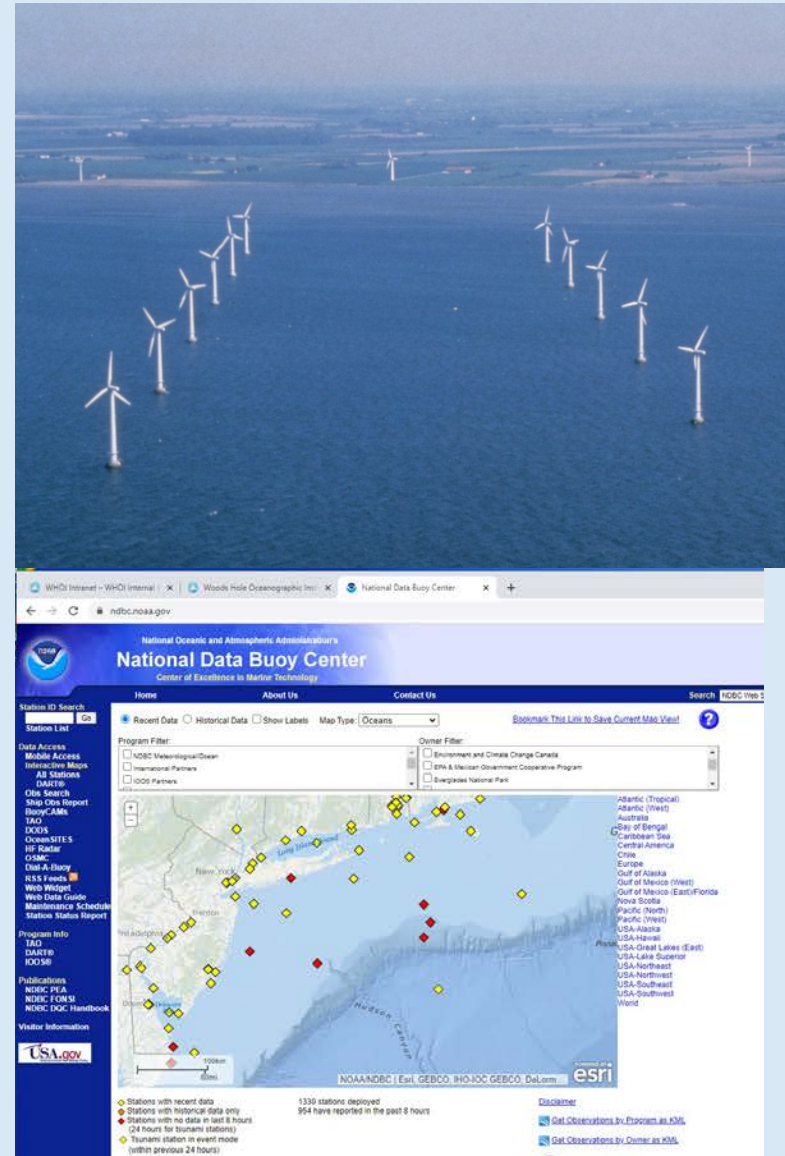 WHOI Intranet – WHOI Internal
Woods Hole Oceanographic Ins
National Data Buoy Center
ndbc.noaa.gov
NOAA
National Oceanic and Atmospheric Administration's
National Data Buoy Center
Center of Excellence in Marine Technology
Home About Us Contact Us Search NDBC Web S
Station ID Search
Go
Station List
Data Access
Mobile Access
Interactive Maps
All Stations
DART®
Obs Search
Ship Obs Report
BuoyCAMs
TAO
DODS
OceanSITES
HF Radar
OSMC
Dial-A-Buoy
RSS Feeds
Web Widget
Web Data Guide
Maintenance Schedule
Station Status Report
Program Info
TAO
DART®
IOOS®
Publications
NDBC PEA
NDBC FONSI
NDBC DQC Handbook
Visitor Information
USA.gov
Recent Data Historical Data Show Labels Map Type: Oceans Bookmark This Link to Save Current Map View! ?
Program Filter:
NDBC Meteorological/Ocean
International Partners
IOOS Partners
Owner Filter:
Environment and Climate Change Canada
EPA & Mexican Government Cooperative Program
Everglades National Park
+
−
Long Island Sound
New York
Trenton
Philadelphia
Hudson Canyon
100km
60mi
NOAA/NDBC | Esri, GEBCO, IHO-IOC GEBCO, DeLorm...
POWERED BY
esri
Atlantic (Tropical)
Atlantic (West)
Australia
Bay of Bengal
Caribbean Sea
Central America
Chile
Europe
Gulf of Alaska
Gulf of Mexico (West)
Gulf of Mexico (East)/Florida
Nova Scotia
Pacific (North)
Pacific (West)
USA-Alaska
USA-Hawaii
USA-Great Lakes (East)
USA-Lake Superior
USA-Northeast
USA-Northwest
USA-Southeast
USA-Southwest
World
Stations with recent data
Stations with historical data only
Stations with no data in last 8 hours
(24 hours for tsunami stations)
Tsunami station in event mode
(within previous 24 hours)
1330 stations deployed
954 have reported in the past 8 hours
Disclaimer
Get Observations by Program as KML
Get Observations by Owner as KML